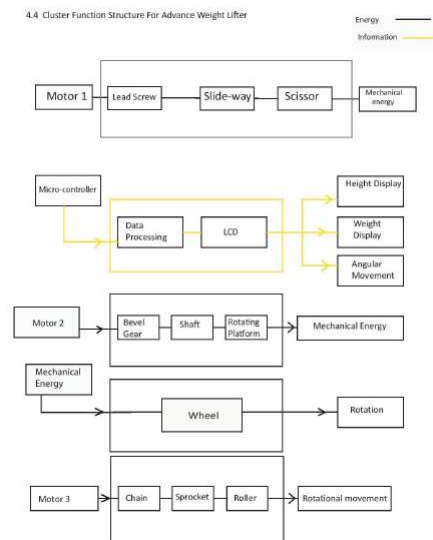 4.4 Cluster Function Structure For Advance Weight Lifter
Energy
Information
Motor 1
Lead Screw
Slide-way
Scissor
Mechanical
energy
Micro-controller
Data
Processing
LCD
Height Display
Weight
Display
Angular
Movement
Motor 2
Bevel
Gear
Shaft
Rotating
Platform
Mechanical Energy
Mechanical
Energy
Wheel
Rotation
Motor 3
Chain
Sprocket
Roller
Rotational movement